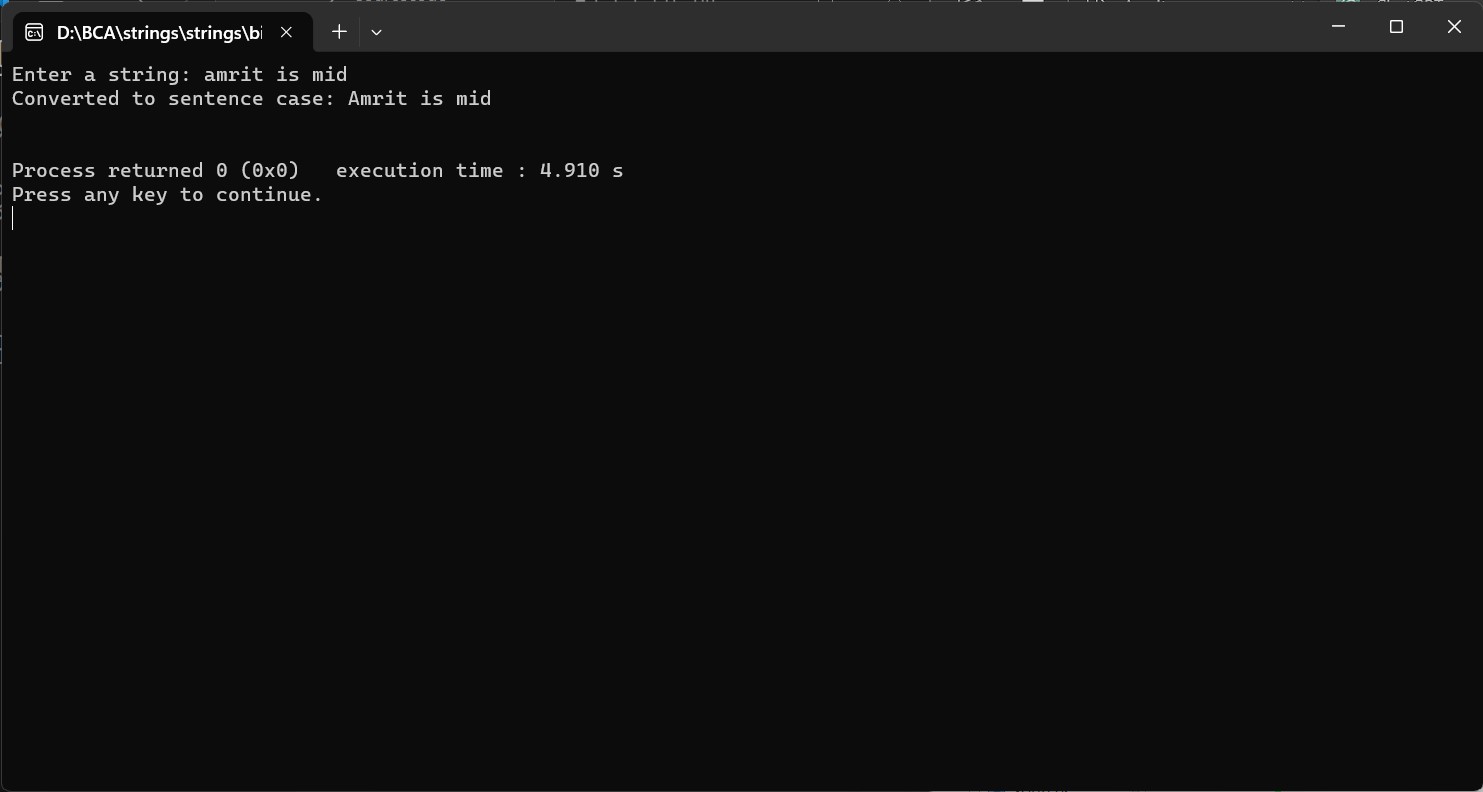 D:\BCA\strings\strings\bi
Enter a string: amrit is mid
Converted to sentence case: Amrit is mid
Process returned 0 (0x0)   execution time : 4.910 s
Press any key to continue.